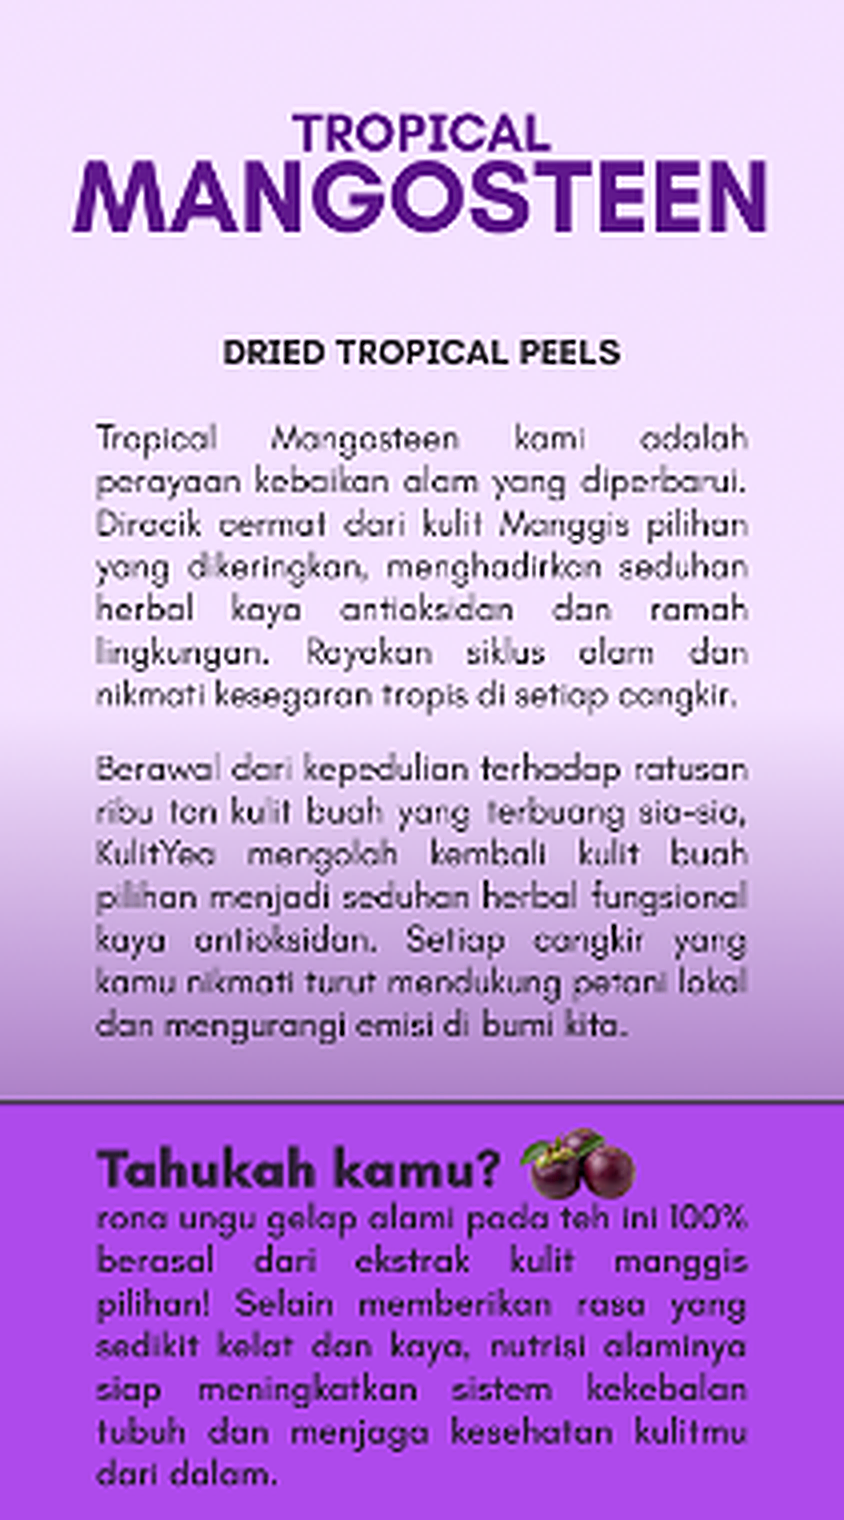 TROPICAL
MANGOSTEEN
DRIED TROPICAL PEELS
Tropical Mangosteen kami adalah
perayaan kebaikan alam yang diperbarui.
Diracik cermat dari kulit Manggis pilihan
yang dikeringkan, menghadirkan seduhan
herbal kaya antioksidan dan ramah
lingkungan. Rayakan siklus alam dan
nikmati kesegaran tropis di setiap cangkir.
Berawal dari kepedulian terhadap ratusan
ribu ton kulit buah yang terbuang sia-sia,
KulitYea mengolah kembali kulit buah
pilihan menjadi seduhan herbal fungsional
kaya antioksidan. Setiap cangkir yang
kamu nikmati turut mendukung petani lokal
dan mengurangi emisi di bumi kita.
Tahukah kamu?
rona ungu gelap alami pada teh ini 100%
berasal dari ekstrak kulit manggis
pilihan! Selain memberikan rasa yang
sedikit kelat dan kaya, nutrisi alaminya
siap meningkatkan sistem kekebalan
tubuh dan menjaga kesehatan kulitmu
dari dalam.